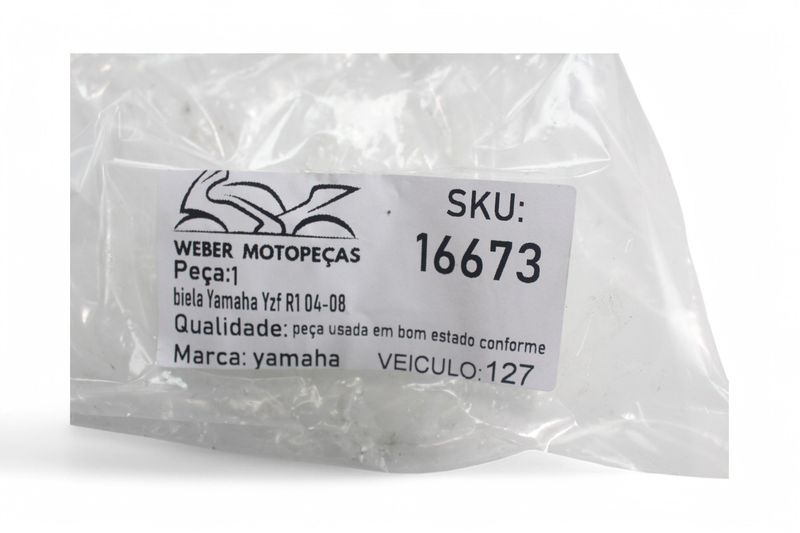 WEBER MOTOPEÇAS
SKU:
16673
Peça:1
biela Yamaha Yzf R1 04-08
Qualidade: peça usada em bom estado conforme
Marca: yamaha
VEICULO:127